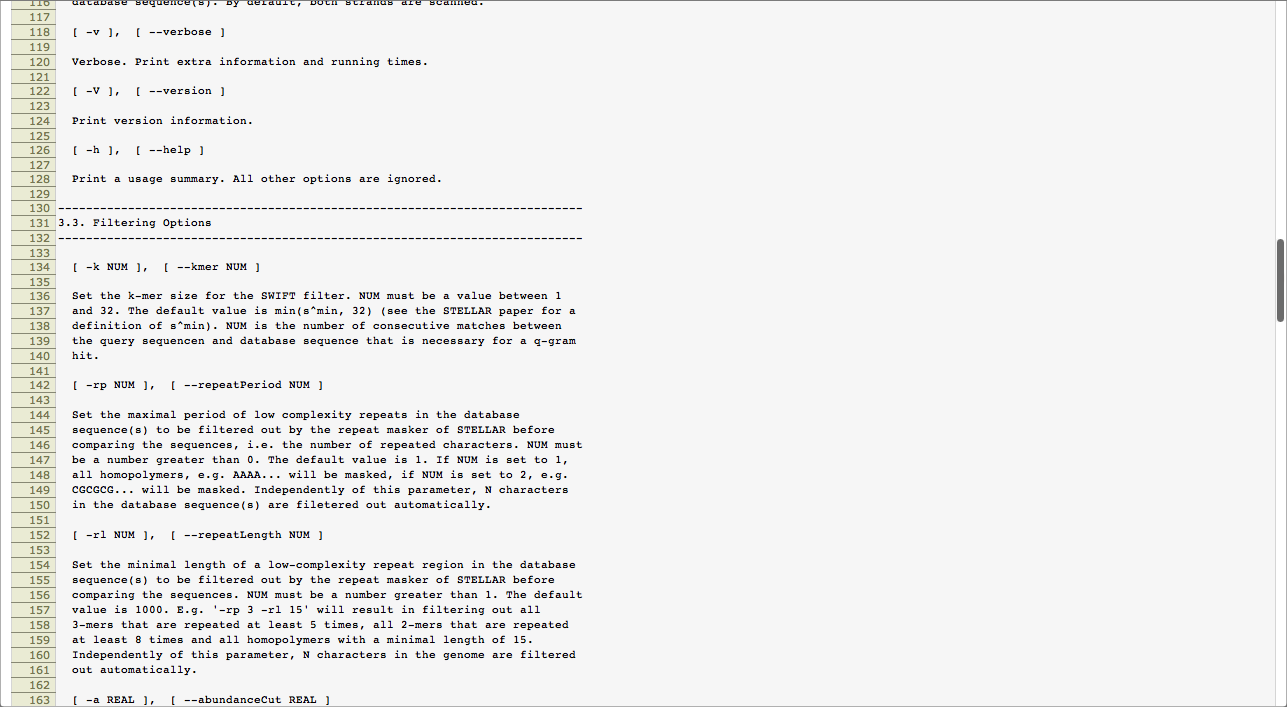 116 database sequence(s). By default, both strands are scanned.
117
118 [ -v ],  [ --verbose ]
119
120 Verbose. Print extra information and running times.
121
122 [ -V ],  [ --version ]
123
124 Print version information.
125
126 [ -h ],  [ --help ]
127
128 Print a usage summary. All other options are ignored.
129
130 ---------------------------------------------------------------------------
131 3.3. Filtering Options
132 ---------------------------------------------------------------------------
133
134 [ -k NUM ],  [ --kmer NUM ]
135
136 Set the k-mer size for the SWIFT filter. NUM must be a value between 1
137 and 32. The default value is min(s^min, 32) (see the STELLAR paper for a
138 definition of s^min). NUM is the number of consecutive matches between
139 the query sequencen and database sequence that is necessary for a q-gram
140 hit.
141
142 [ -rp NUM ],  [ --repeatPeriod NUM ]
143
144 Set the maximal period of low complexity repeats in the database
145 sequence(s) to be filtered out by the repeat masker of STELLAR before
146 comparing the sequences, i.e. the number of repeated characters. NUM must
147 be a number greater than 0. The default value is 1. If NUM is set to 1,
148 all homopolymers, e.g. AAAA... will be masked, if NUM is set to 2, e.g.
149 CGCGCG... will be masked. Independently of this parameter, N characters
150 in the database sequence(s) are filetered out automatically.
151
152 [ -rl NUM ],  [ --repeatLength NUM ]
153
154 Set the minimal length of a low-complexity repeat region in the database
155 sequence(s) to be filtered out by the repeat masker of STELLAR before
156 comparing the sequences. NUM must be a number greater than 1. The default
157 value is 1000. E.g. '-rp 3 -rl 15' will result in filtering out all
158 3-mers that are repeated at least 5 times, all 2-mers that are repeated
159 at least 8 times and all homopolymers with a minimal length of 15.
160 Independently of this parameter, N characters in the genome are filtered
161 out automatically.
162
163 [ -a REAL ],  [ --abundanceCut REAL ]